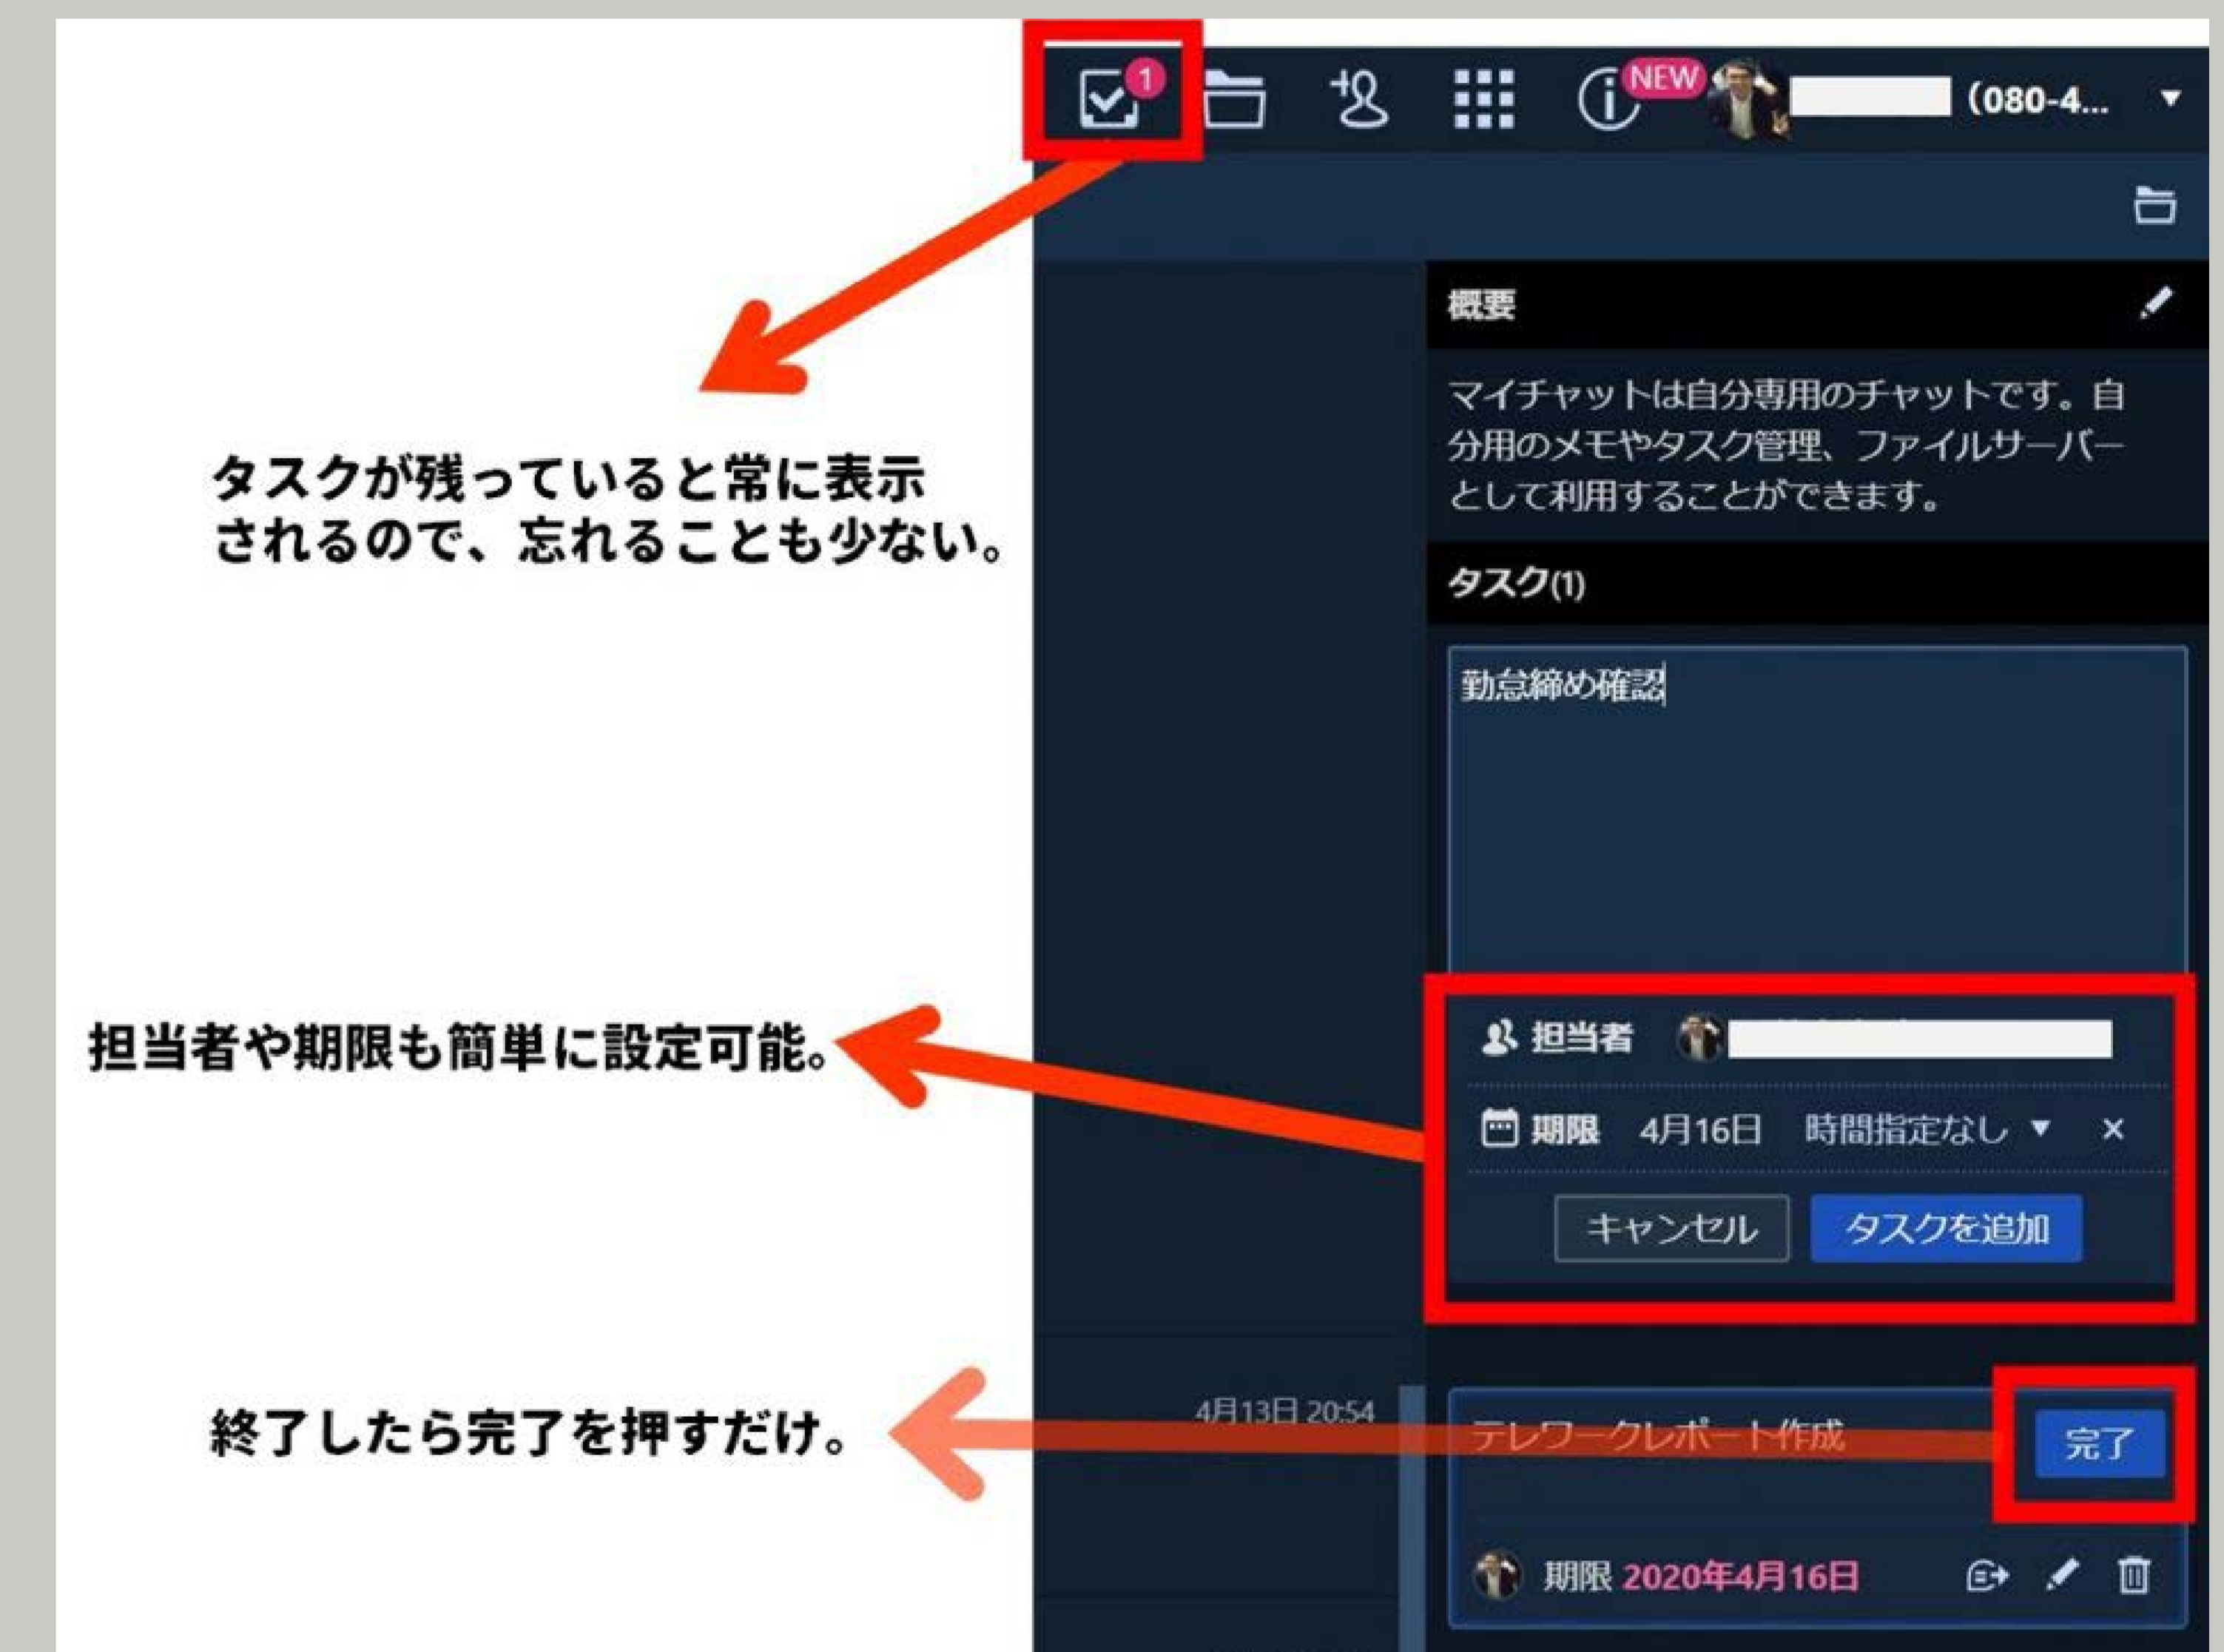 1
NEW
(080-4...
概要
マイチャットは自分専用のチャットです。自
分用のメモやタスク管理、ファイルサーバー
として利用することができます。
タスクが残っていると常に表示
されるので、忘れることも少ない。
タスク(1)
勤怠締め確認
担当者や期限も簡単に設定可能。
担当者
期限 4月16日 時間指定なし
キャンセル タスクを追加
終了したら完了を押すだけ。
4月13日 20:54
テレワークレポート作成
完了
期限 2020年4月16日